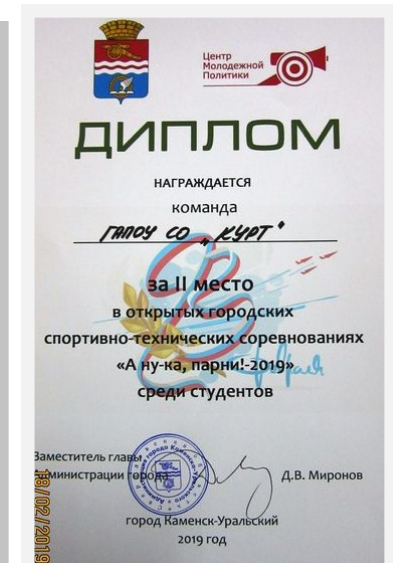 Центр
Молодежной
Политики
ДИПЛОМ
НАГРАЖДАЕТСЯ
команда
ГАПОУ СО „КУРТ“
за II место
в открытых городских
спортивно-технических соревнованиях
«А ну-ка, парни!-2019»
среди студентов
Заместитель главы
администрации города
Д.В. Миронов
город Каменск-Уральский
2019 год
18/02/2019